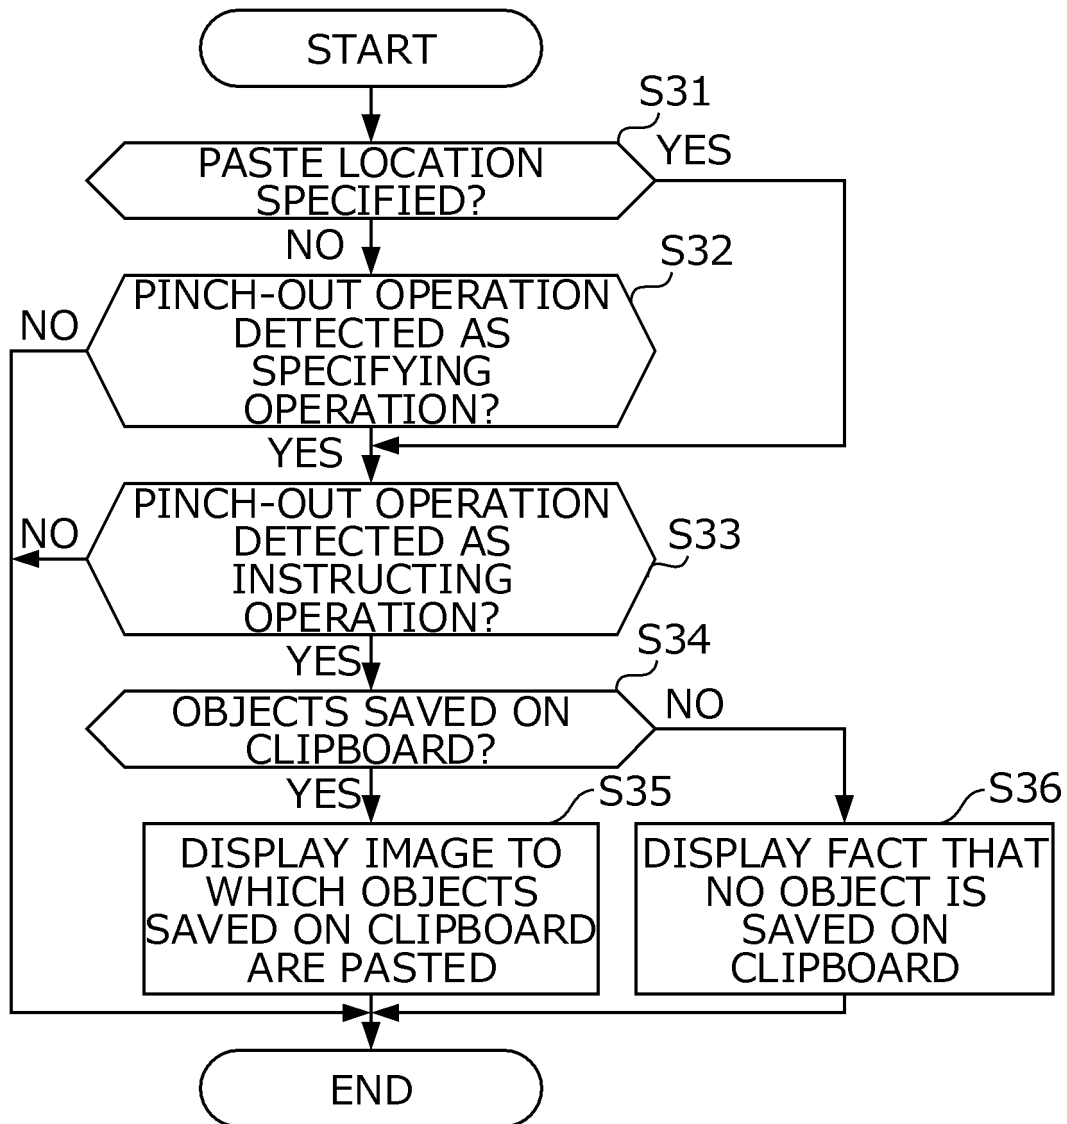 START
S31
PASTE LOCATION
SPECIFIED?
YES
NO
S32
PINCH-OUT OPERATION
DETECTED AS
SPECIFYING
OPERATION?
NO
YES
PINCH-OUT OPERATION
DETECTED AS
INSTRUCTING
OPERATION?
NO
S33
YES
S34
OBJECTS SAVED ON
CLIPBOARD?
NO
YES
S35
DISPLAY IMAGE TO
WHICH OBJECTS
SAVED ON CLIPBOARD
ARE PASTED
S36
DISPLAY FACT THAT
NO OBJECT IS
SAVED ON
CLIPBOARD
END